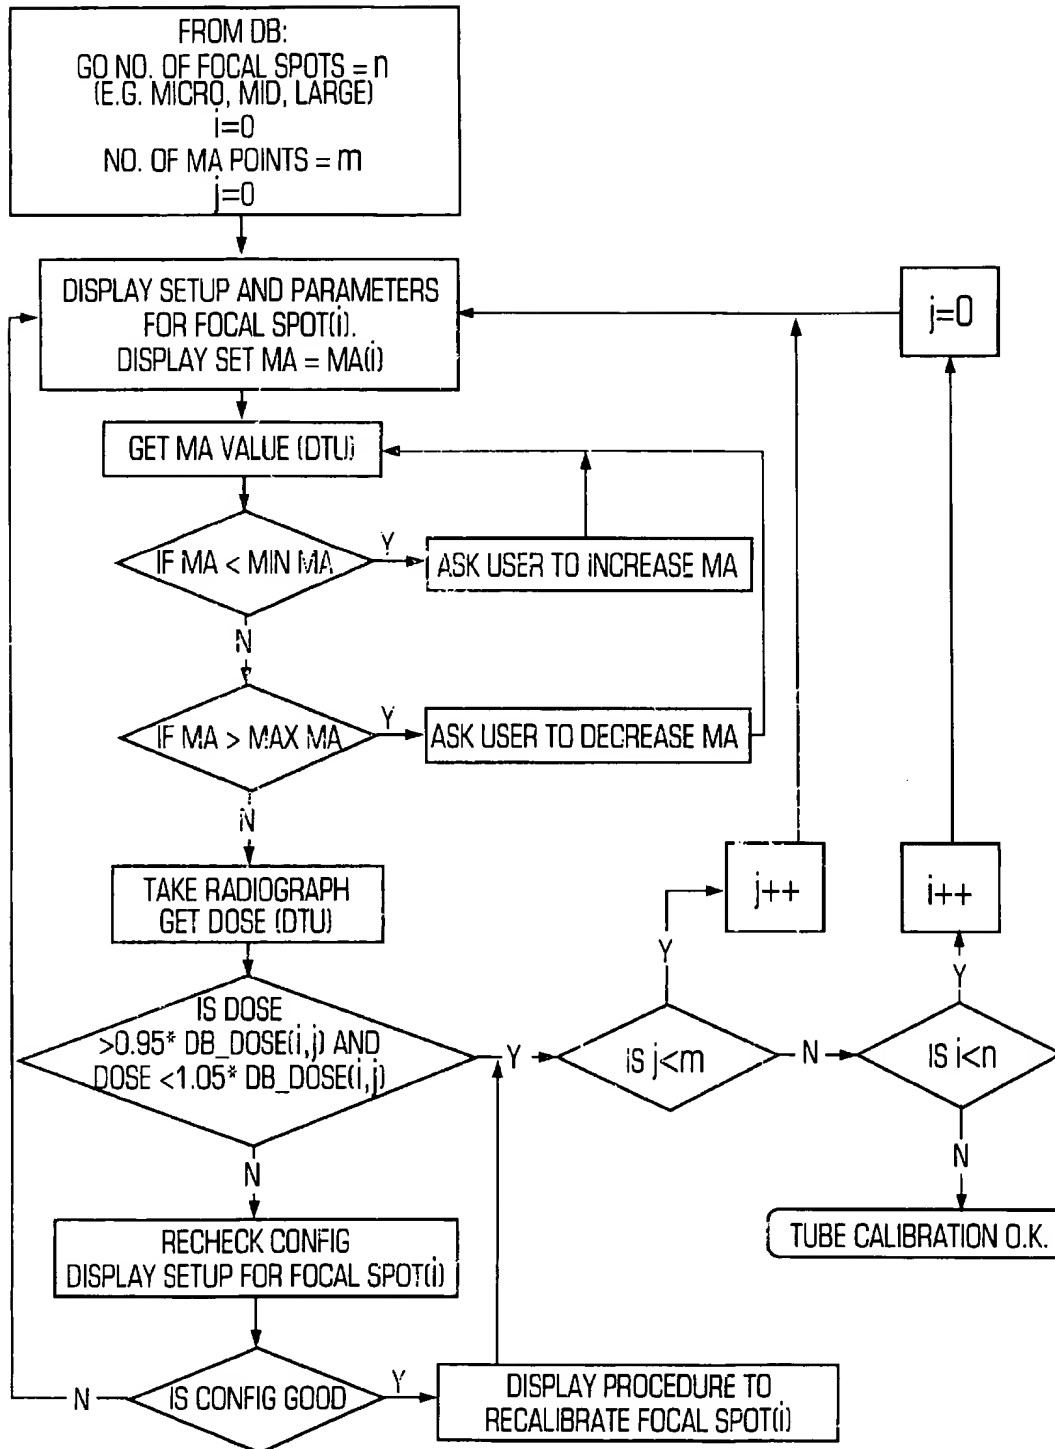 FROM DB:
GO NO. OF FOCAL SPOTS = n
(E.G. MICRO, MID, LARGE)
i=0
NO. OF MA POINTS = m
j=0
DISPLAY SETUP AND PARAMETERS
FOR FOCAL SPOT(i).
DISPLAY SET MA = MA(i)
j=0
GET MA VALUE (DTU)
IF MA < MIN MA
Y
ASK USER TO INCREASE MA
N
IF MA > MAX MA
Y
ASK USER TO DECREASE MA
N
TAKE RADIOGRAPH
GET DOSE (DTU)
j++
i++
Y
Y
IS DOSE
>0.95* DB_DOSE(i,j) AND
DOSE <1.05* DB_DOSE(i,j)
Y
IS j<m
N
IS i<n
N
N
RECHECK CONFIG
DISPLAY SETUP FOR FOCAL SPOT(i)
TUBE CALIBRATION O.K.
N
IS CONFIG GOOD
Y
DISPLAY PROCEDURE TO
RECALIBRATE FOCAL SPOT(i)